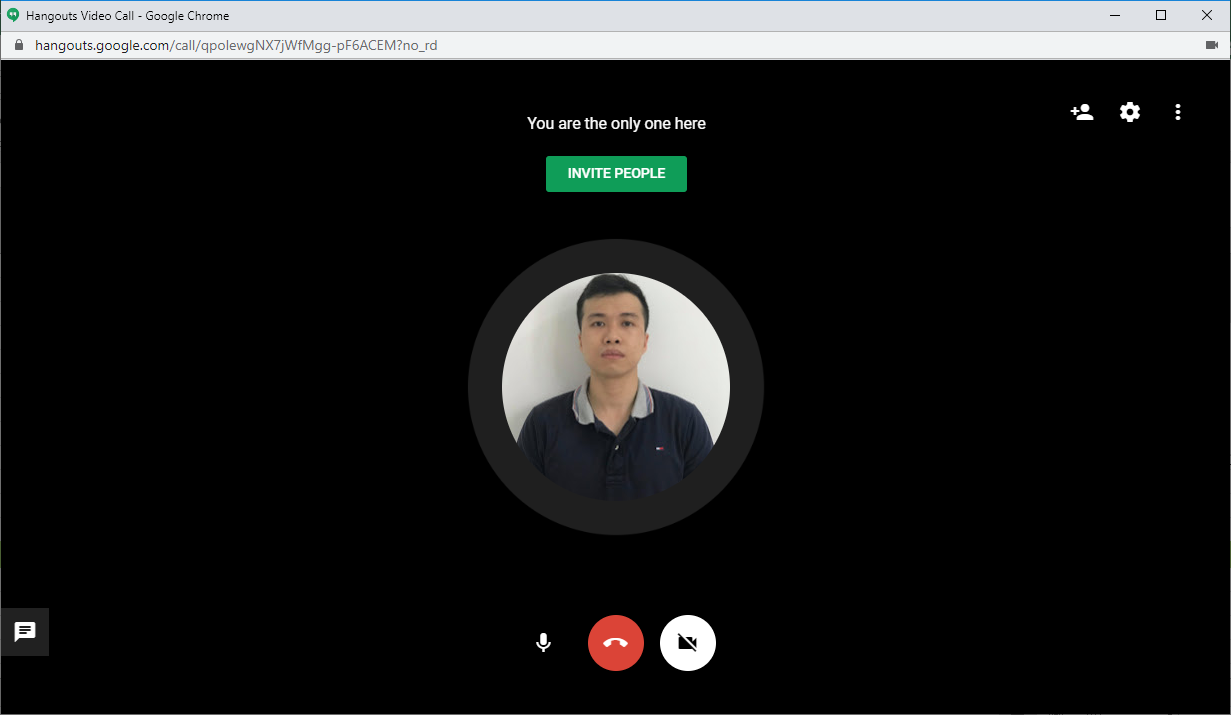 Hangouts Video Call - Google Chrome
hangouts.google.com/call/qpolewgNX7jWfMgg-pF6ACEM?no_rd
You are the only one here
INVITE PEOPLE